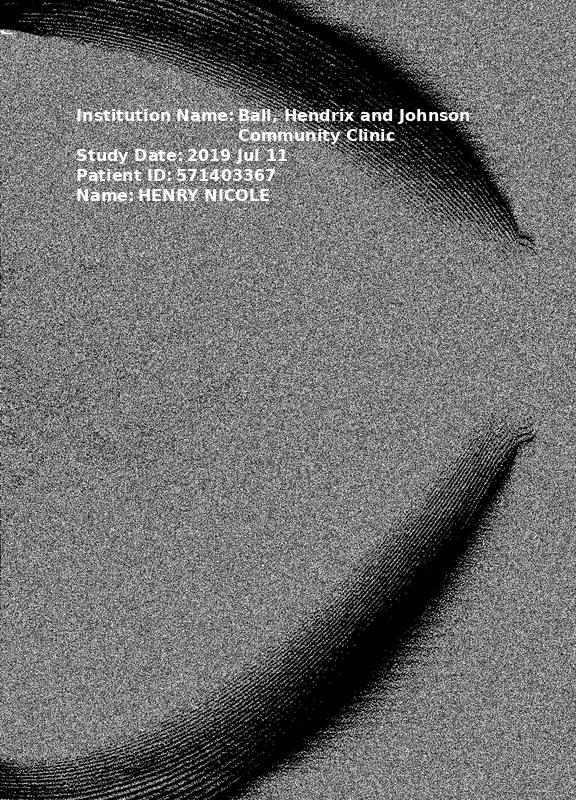 Institution Name: Ball, Hendrix and Johnson
Community Clinic
Study Date: 2019 Jul 11
Patient ID: 571403367
Name: HENRY NICOLE